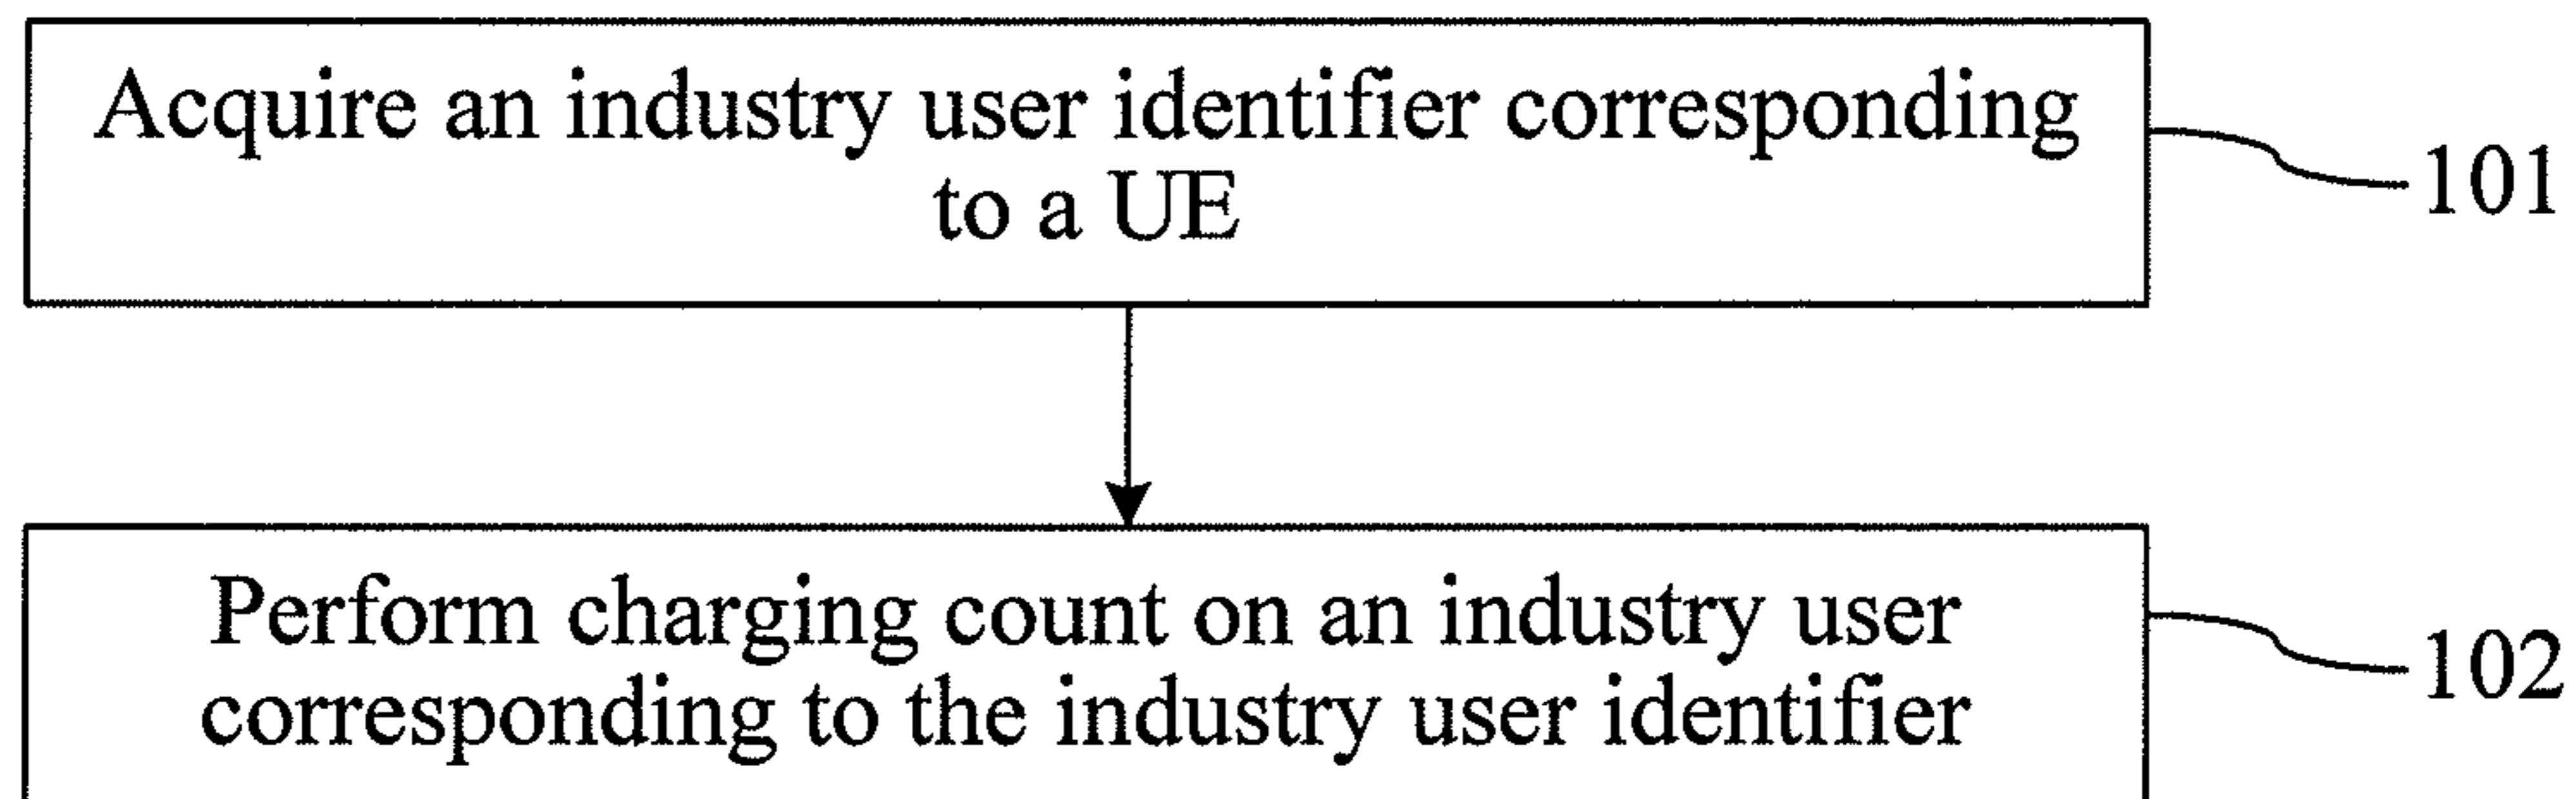 Acquire an industry user identifier corresponding
to a UE
101
Perform charging count on an industry user
corresponding to the industry user identifier
102